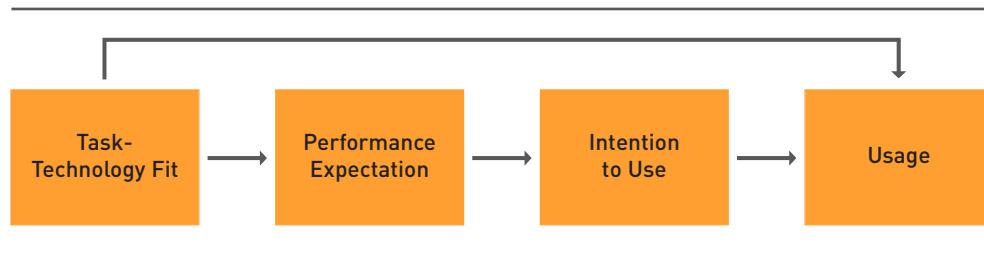 Task-
Technology Fit
Performance
Expectation
Intention
to Use
Usage